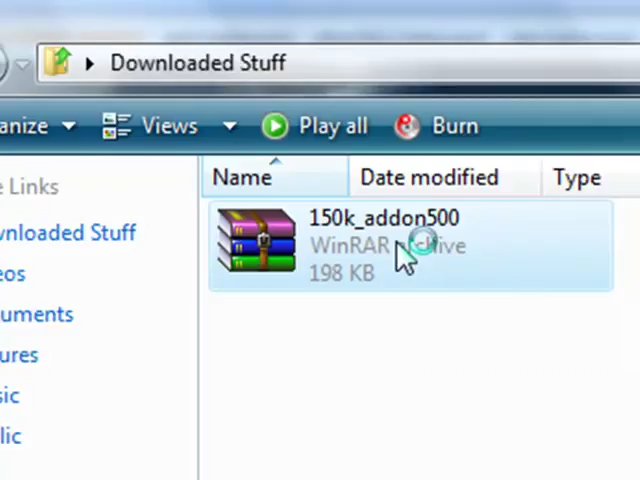 Downloaded Stuff
anize Views Play all Burn
e Links
Name Date modified Type
wnloaded Stuff
150k_addon500
WinRAR archive
198 KB
eos
uments
ures
sic
lic